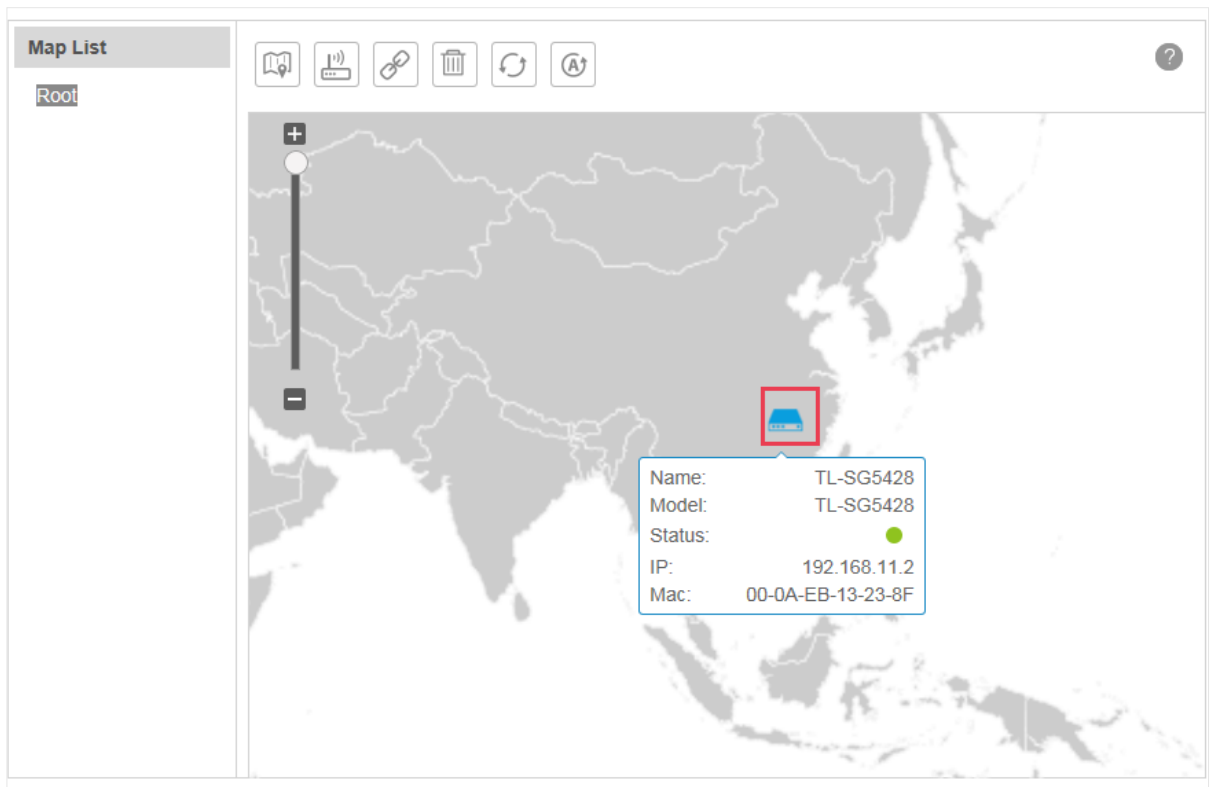 Map List
Root
Name: TL-SG5428
Model: TL-SG5428
Status:
IP: 192.168.11.2
Mac: 00-0A-EB-13-23-8F